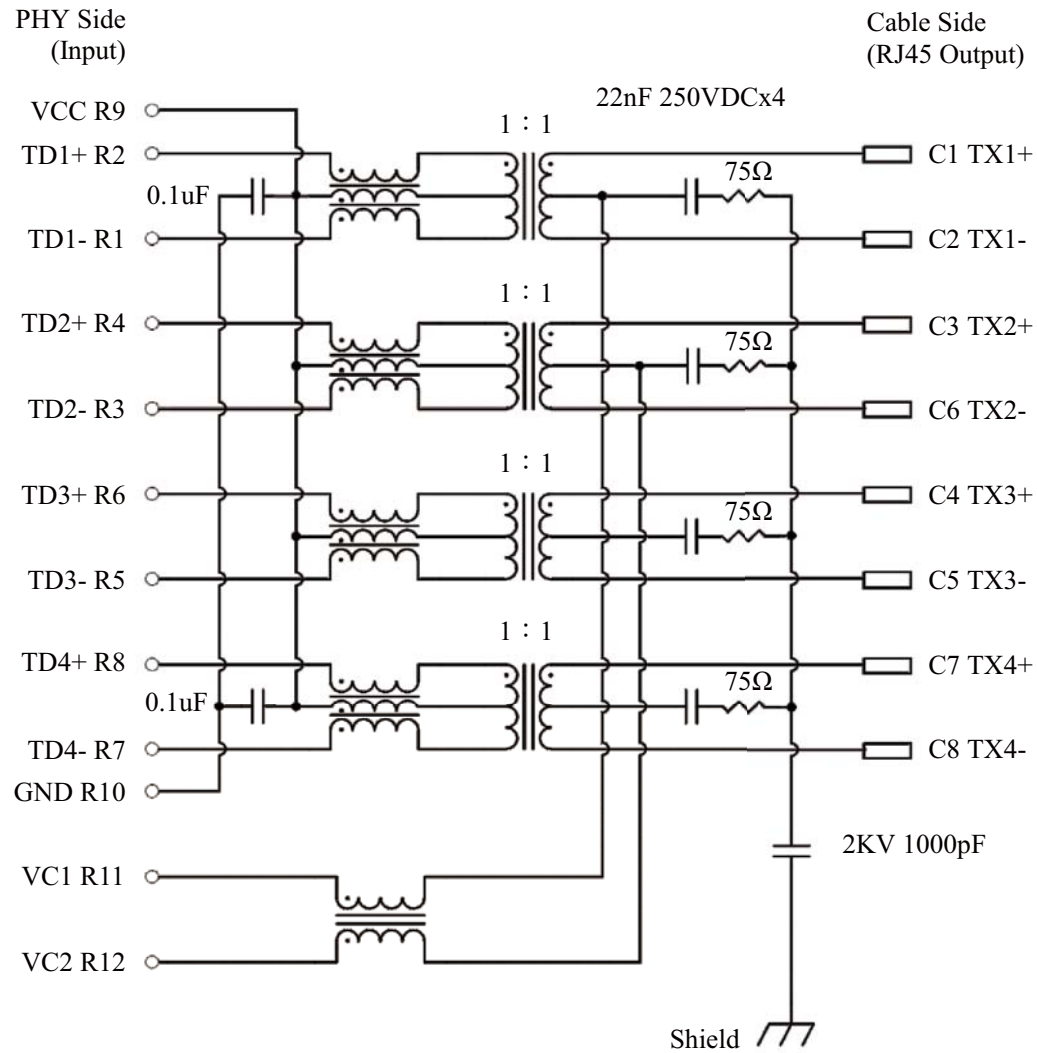 PHY Side
(Input)
Cable Side
(RJ45 Output)
22nF 250VDCx4
VCC R9
1 : 1
TD1+ R2
C1 TX1+
75Ω
0.1uF
TD1- R1
C2 TX1-
1 : 1
TD2+ R4
C3 TX2+
75Ω
TD2- R3
C6 TX2-
1 : 1
TD3+ R6
C4 TX3+
75Ω
TD3- R5
C5 TX3-
1 : 1
TD4+ R8
C7 TX4+
75Ω
0.1uF
TD4- R7
C8 TX4-
GND R10
2KV 1000pF
VC1 R11
VC2 R12
Shield